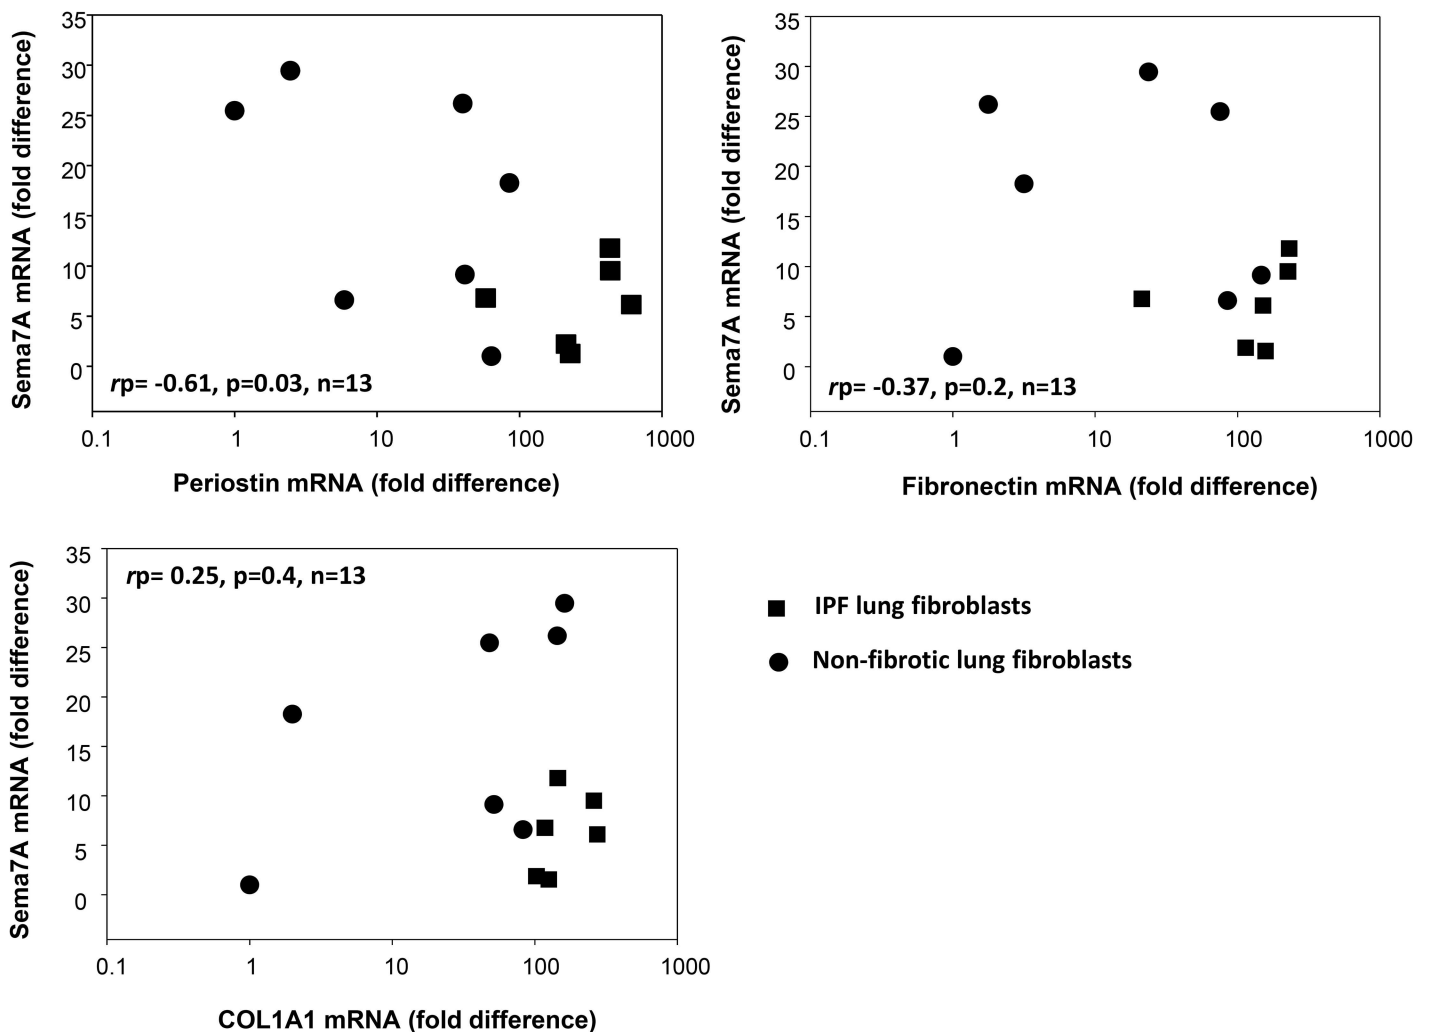 35
30
25
20
15
10
5
0
Sema7A mRNA (fold difference)
rp= -0.61, p=0.03, n=13
0.1 1 10 100 1000
Periostin mRNA (fold difference)
35
30
25
20
15
10
5
0
Sema7A mRNA (fold difference)
rp= -0.37, p=0.2, n=13
0.1 1 10 100 1000
Fibronectin mRNA (fold difference)
35
30
25
20
15
10
5
0
Sema7A mRNA (fold difference)
rp= 0.25, p=0.4, n=13
0.1 1 10 100 1000
COL1A1 mRNA (fold difference)
IPF lung fibroblasts
Non-fibrotic lung fibroblasts